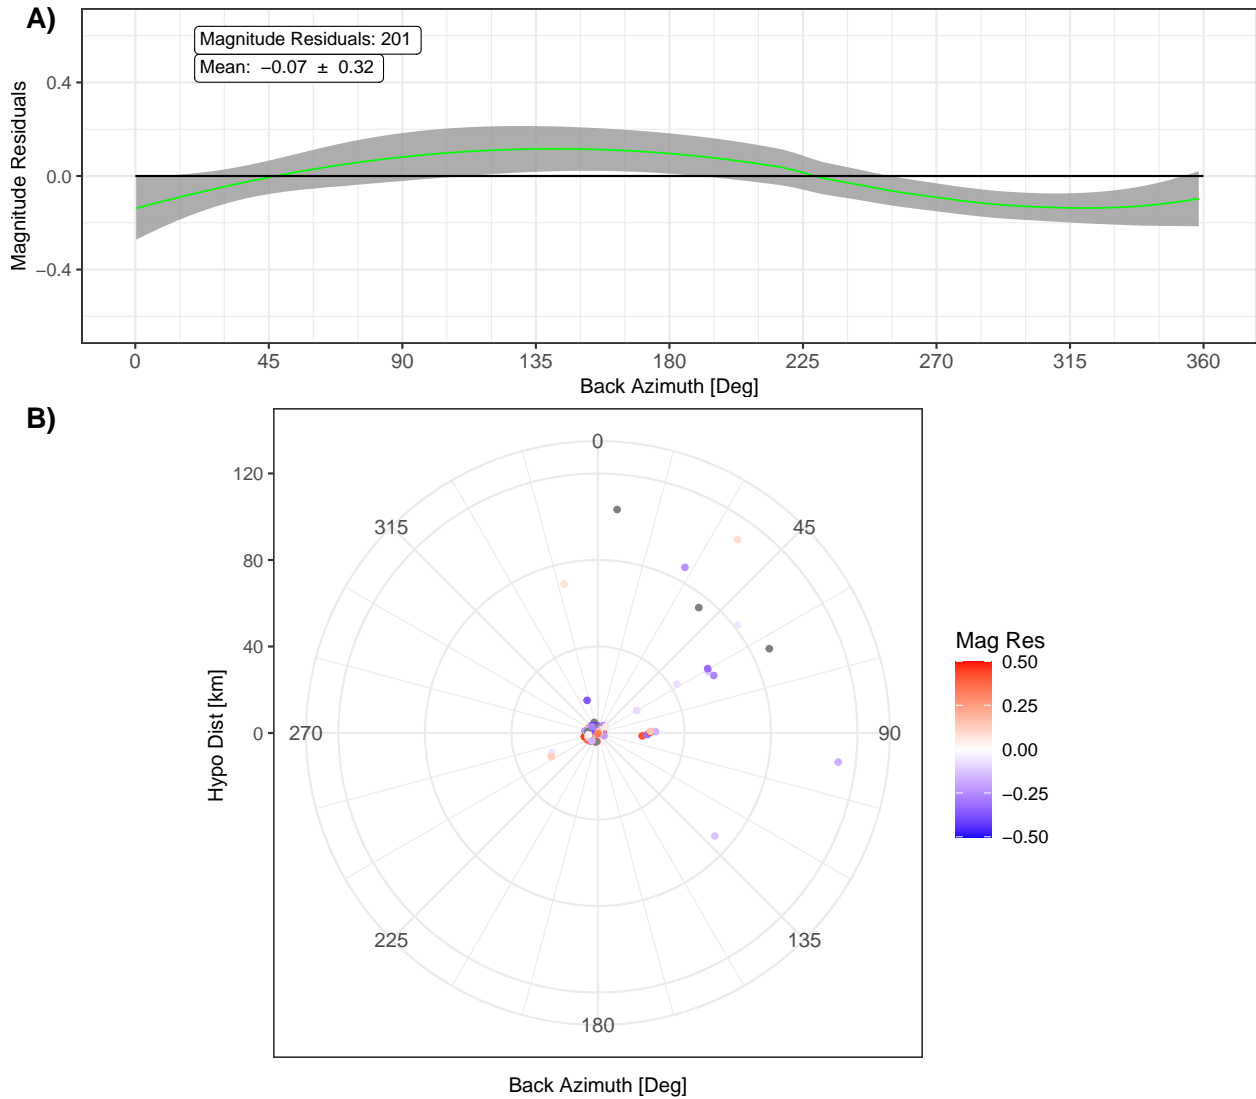 A)
Magnitude Residuals: 201
Mean:  −0.07  ±  0.32
0.4
0.0
−0.4
Magnitude Residuals
0 45 90 135 180 225 270 315 360
Back Azimuth [Deg]
B)
0
45
90
135
180
225
270
315
120
80
40
0
Hypo Dist [km]
Back Azimuth [Deg]
Mag Res
0.50
0.25
0.00
−0.25
−0.50